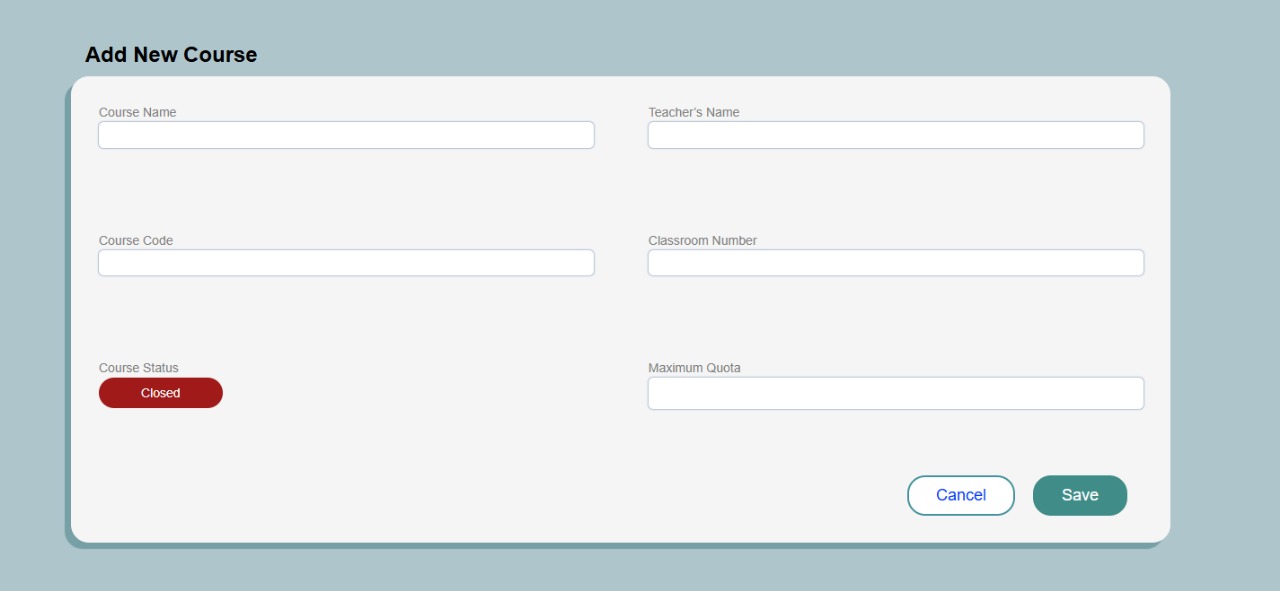 Add New Course
Course Name
Teacher's Name
Course Code
Classroom Number
Course Status
Maximum Quota
Closed
Cancel
Save